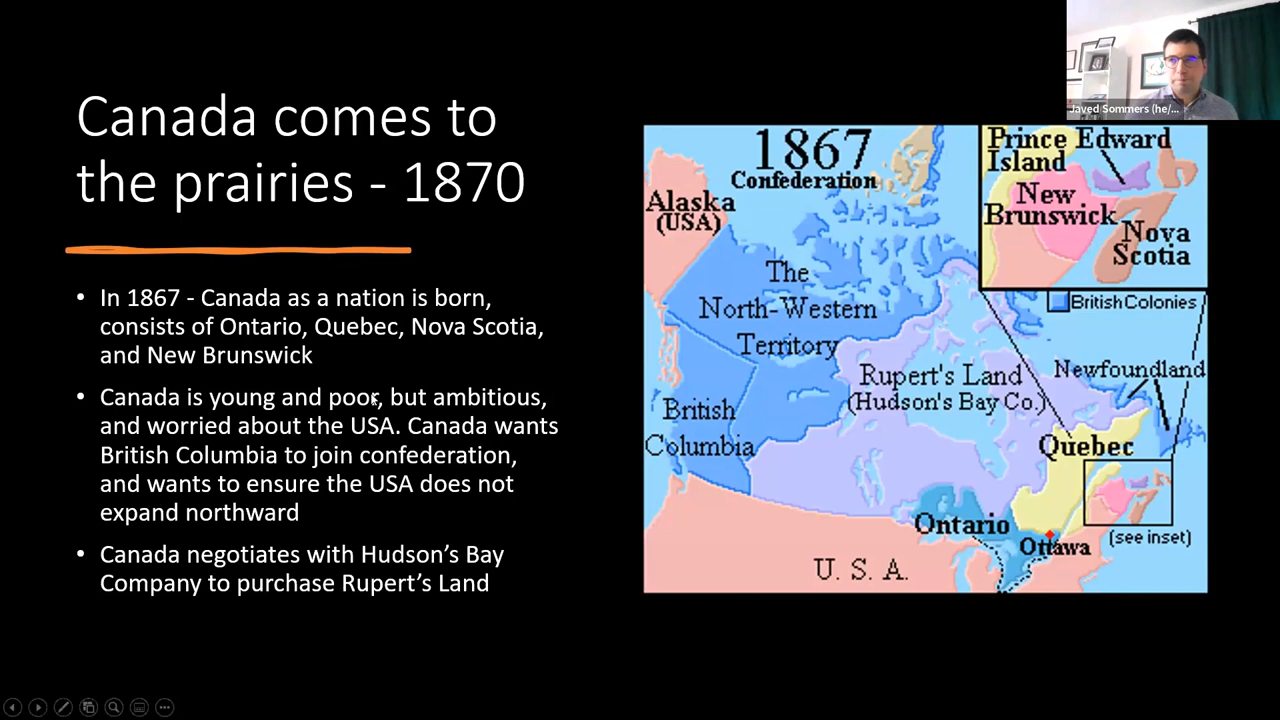 Canada comes to
the prairies - 1870
• In 1867 - Canada as a nation is born,
consists of Ontario, Quebec, Nova Scotia,
and New Brunswick
• Canada is young and poor, but ambitious,
and worried about the USA. Canada wants
British Columbia to join confederation,
and wants to ensure the USA does not
expand northward
• Canada negotiates with Hudson's Bay
Company to purchase Rupert's Land
Javed Sommers (he/...
1867
Confederation
Alaska
(USA)
The
North-Western
Territory
British
Columbia
Rupert's Land
(Hudson's Bay Co.)
Prince Edward
Island
New
Brunswick
Nova
Scotia
British Colonies
Newfoundland
Quebec
Ontario
Ottawa
(see inset)
U. S. A.